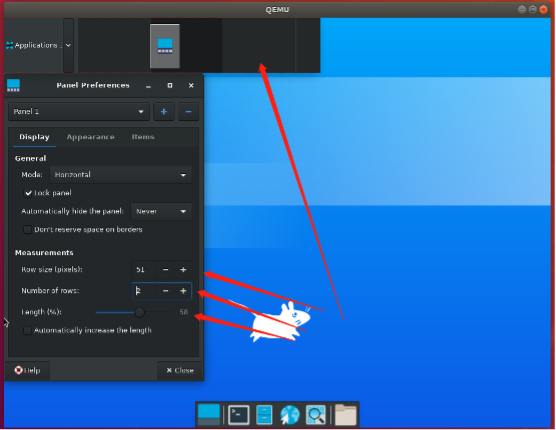 QEMU
Applications
Panel Preferences
Panel 1
Display Appearance Items
General
Mode: Horizontal
Lock panel
Automatically hide the panel: Never
Don't reserve space on borders
Measurements
Row size (pixels): 51 − +
Number of rows: 2 − +
Length (%): 58
Automatically increase the length
Help Close